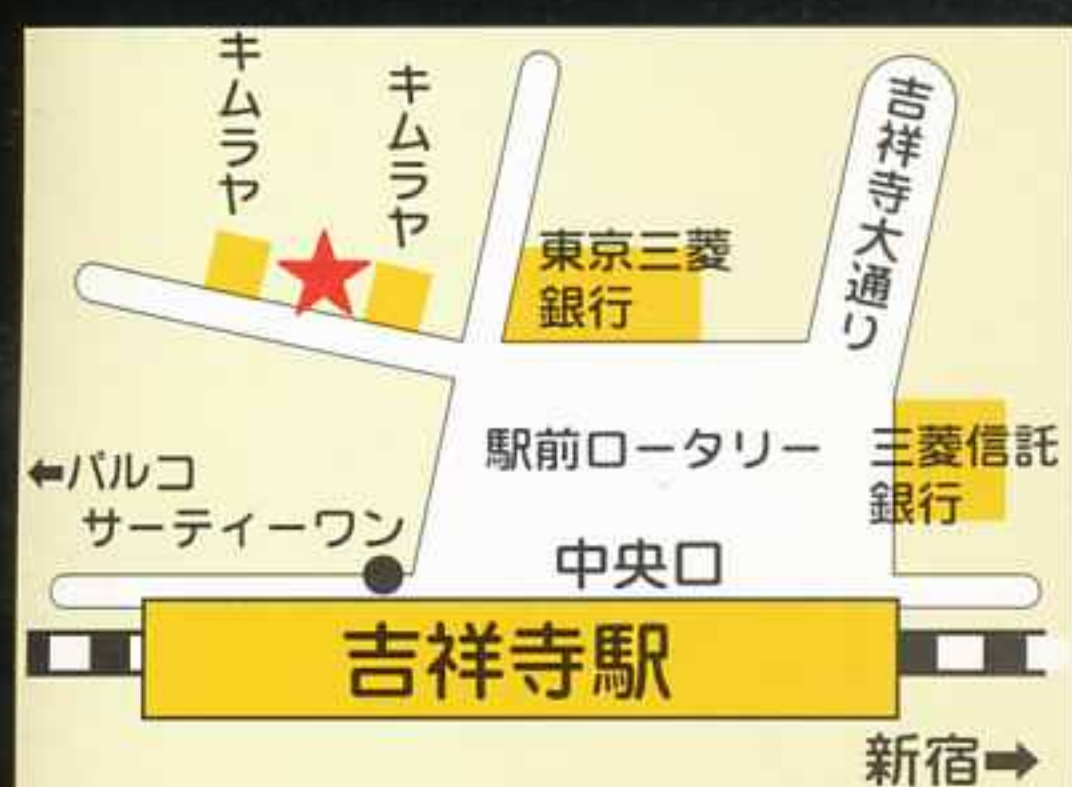 キムラヤ
キムラヤ
吉祥寺大通り
東京三菱
銀行
駅前ロータリー
三菱信託
銀行
←パルコ
サーティーワン
中央口
吉祥寺駅
新宿→